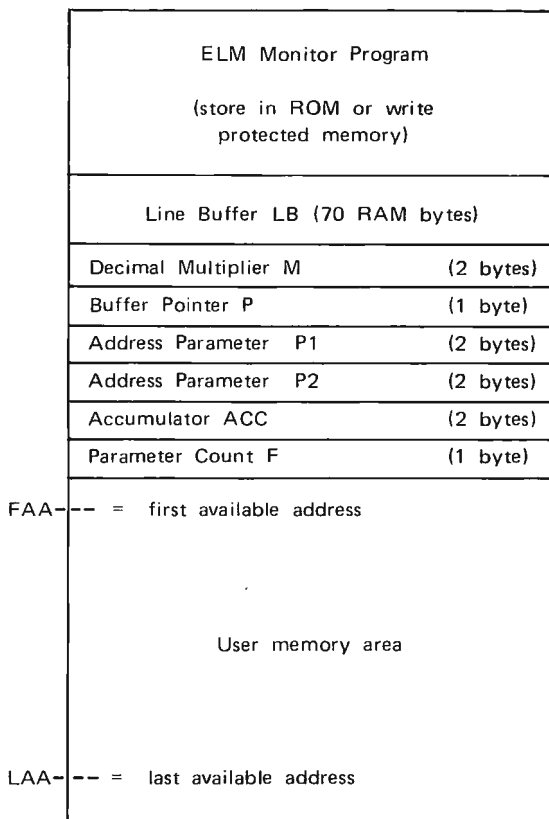 ELM Monitor Program
(store in ROM or write
protected memory)
Line Buffer LB (70 RAM bytes)
Decimal Multiplier M (2 bytes)
Buffer Pointer P (1 byte)
Address Parameter P1 (2 bytes)
Address Parameter P2 (2 bytes)
Accumulator ACC (2 bytes)
Parameter Count F (1 byte)
FAA---- = first available address
User memory area
LAA---- = last available address